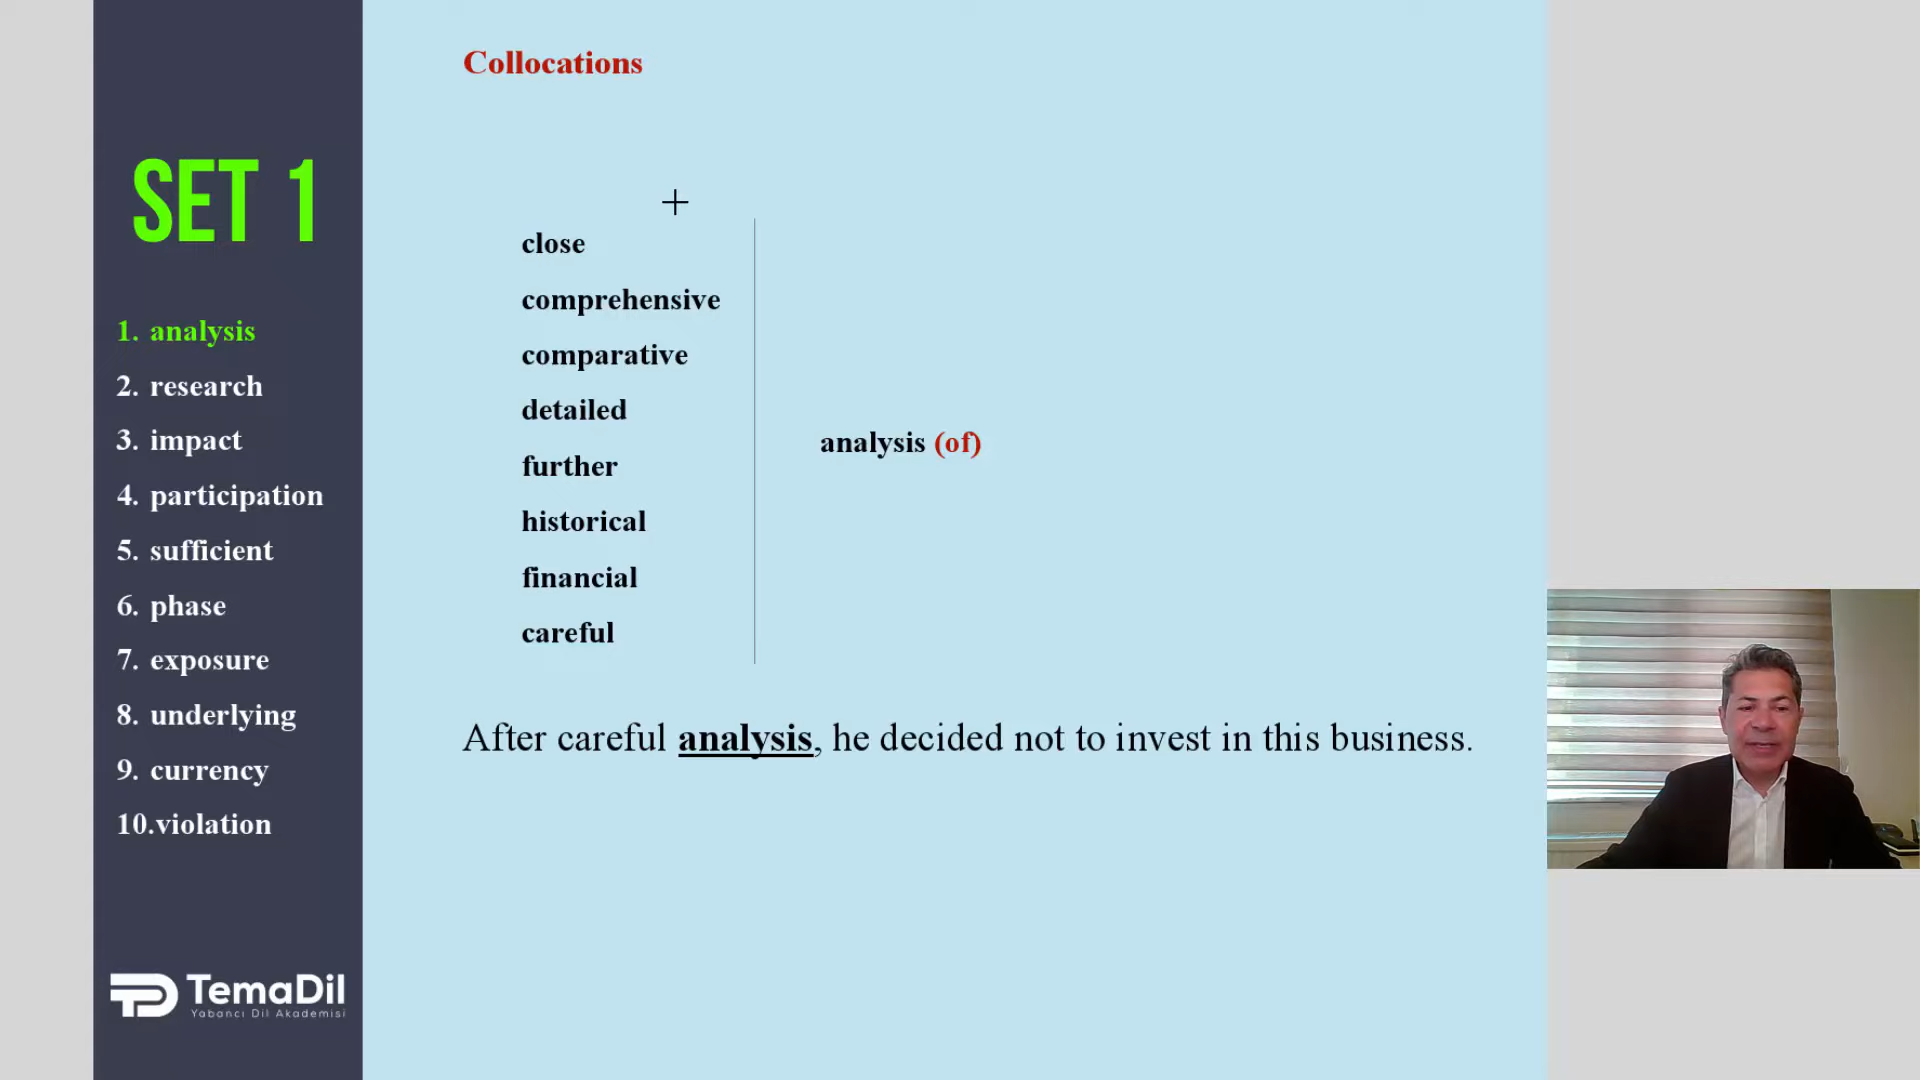 Collocations
SET 1
close
comprehensive
1. analysis
comparative
2. research
detailed
3. impact
analysis (of)
further
4. participation
historical
5. sufficient
financial
6. phase
careful
7. exposure
8. underlying
After careful analysis, he decided not to invest in this business.
9. currency
10.violation
TemaDil
Yabancı Dil Akademisi